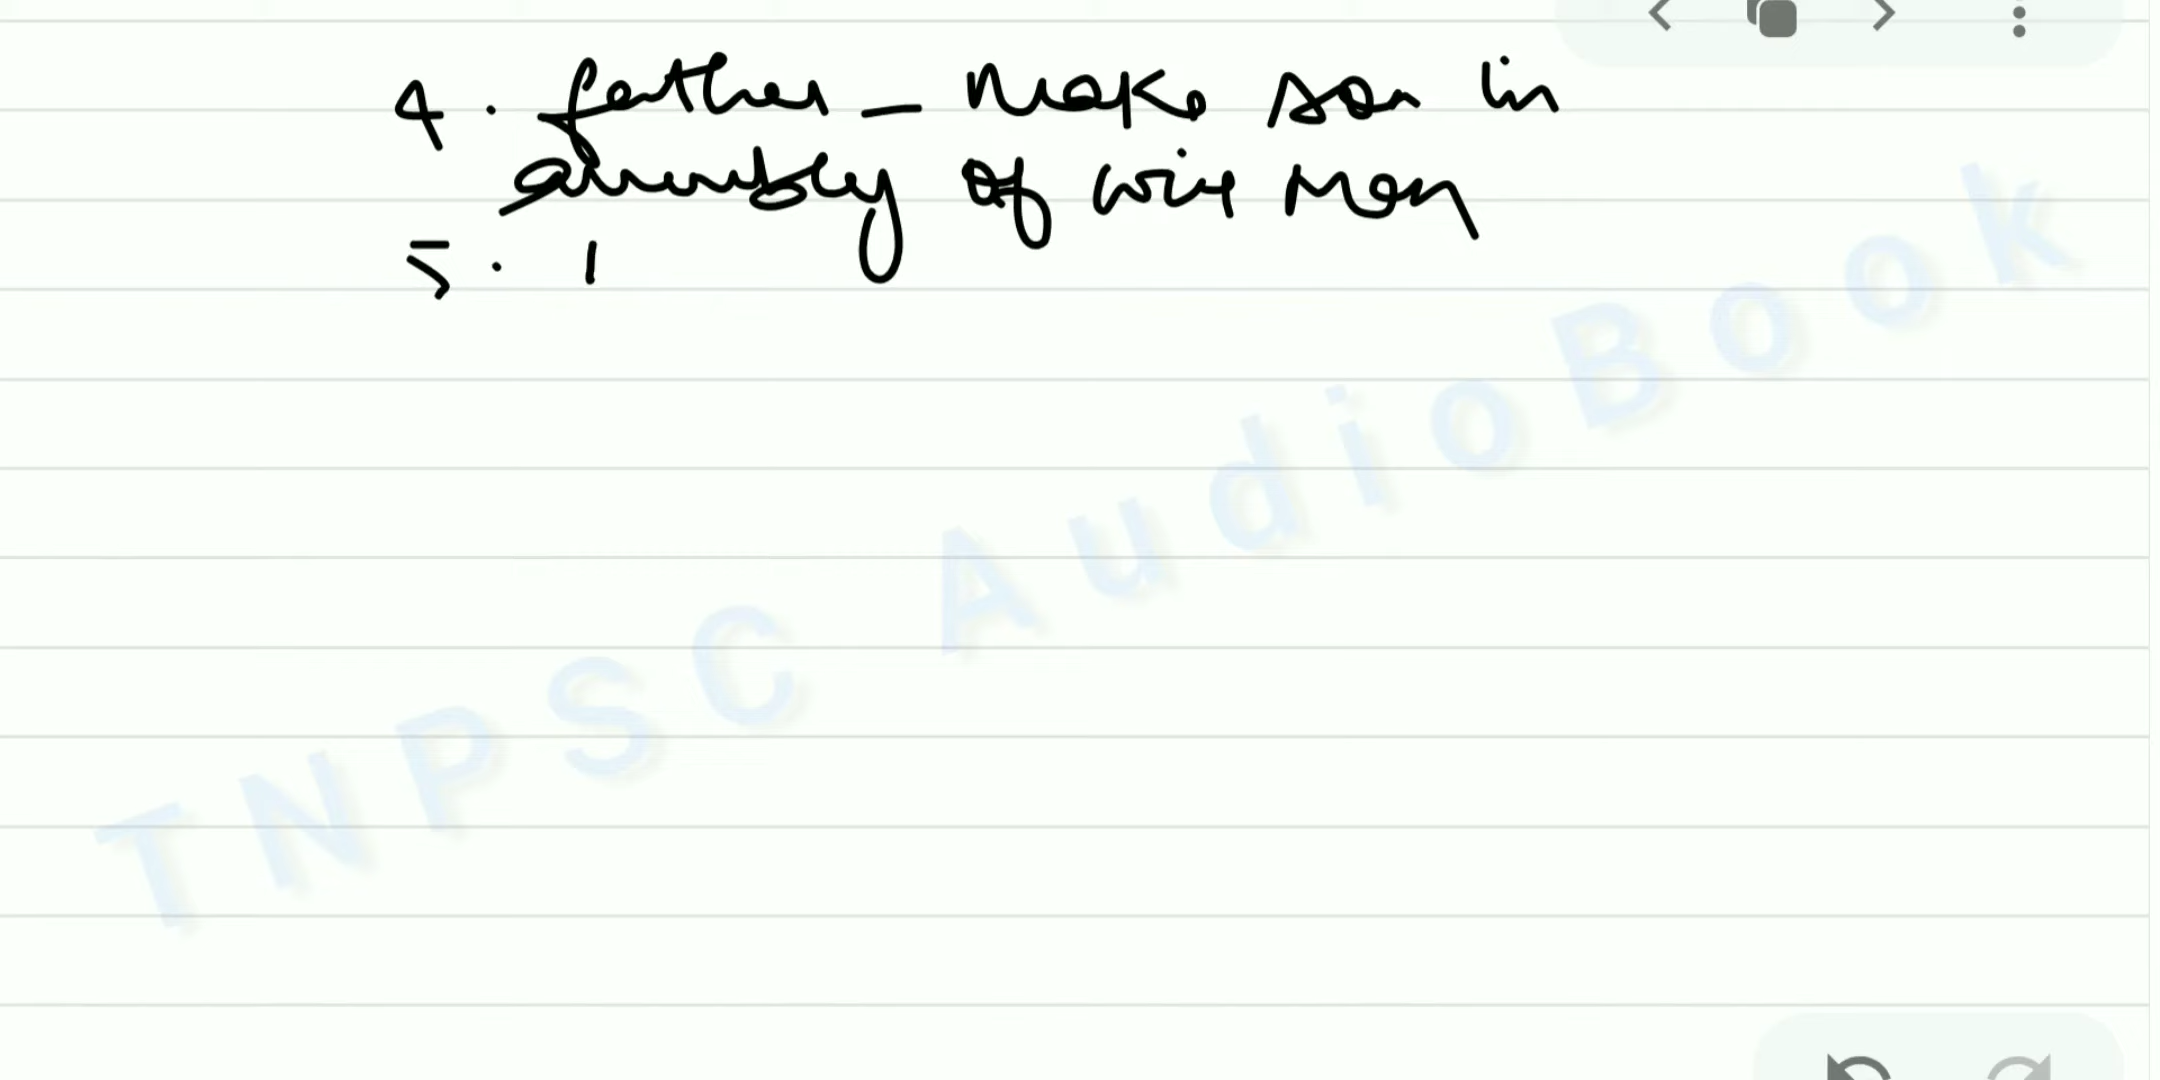 4. father - make son in
assembly of wise men
5. 1
TNPSC AudioBook